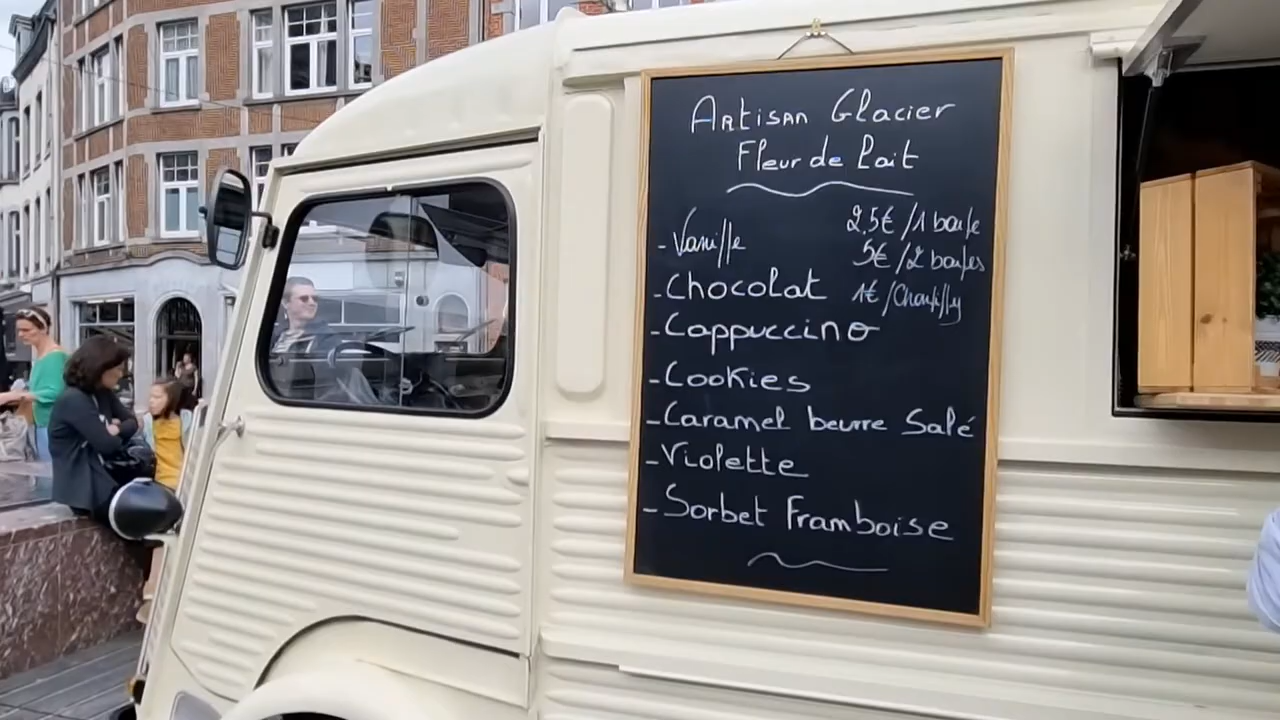 Artisan Glacier
Fleur de Lait
- Vanille 2,5€ /1 boule
5€ /2 boules
- Chocolat 1€ /Chantilly
- Cappuccino
- Cookies
- Caramel beurre Salé
- Violette
- Sorbet Framboise